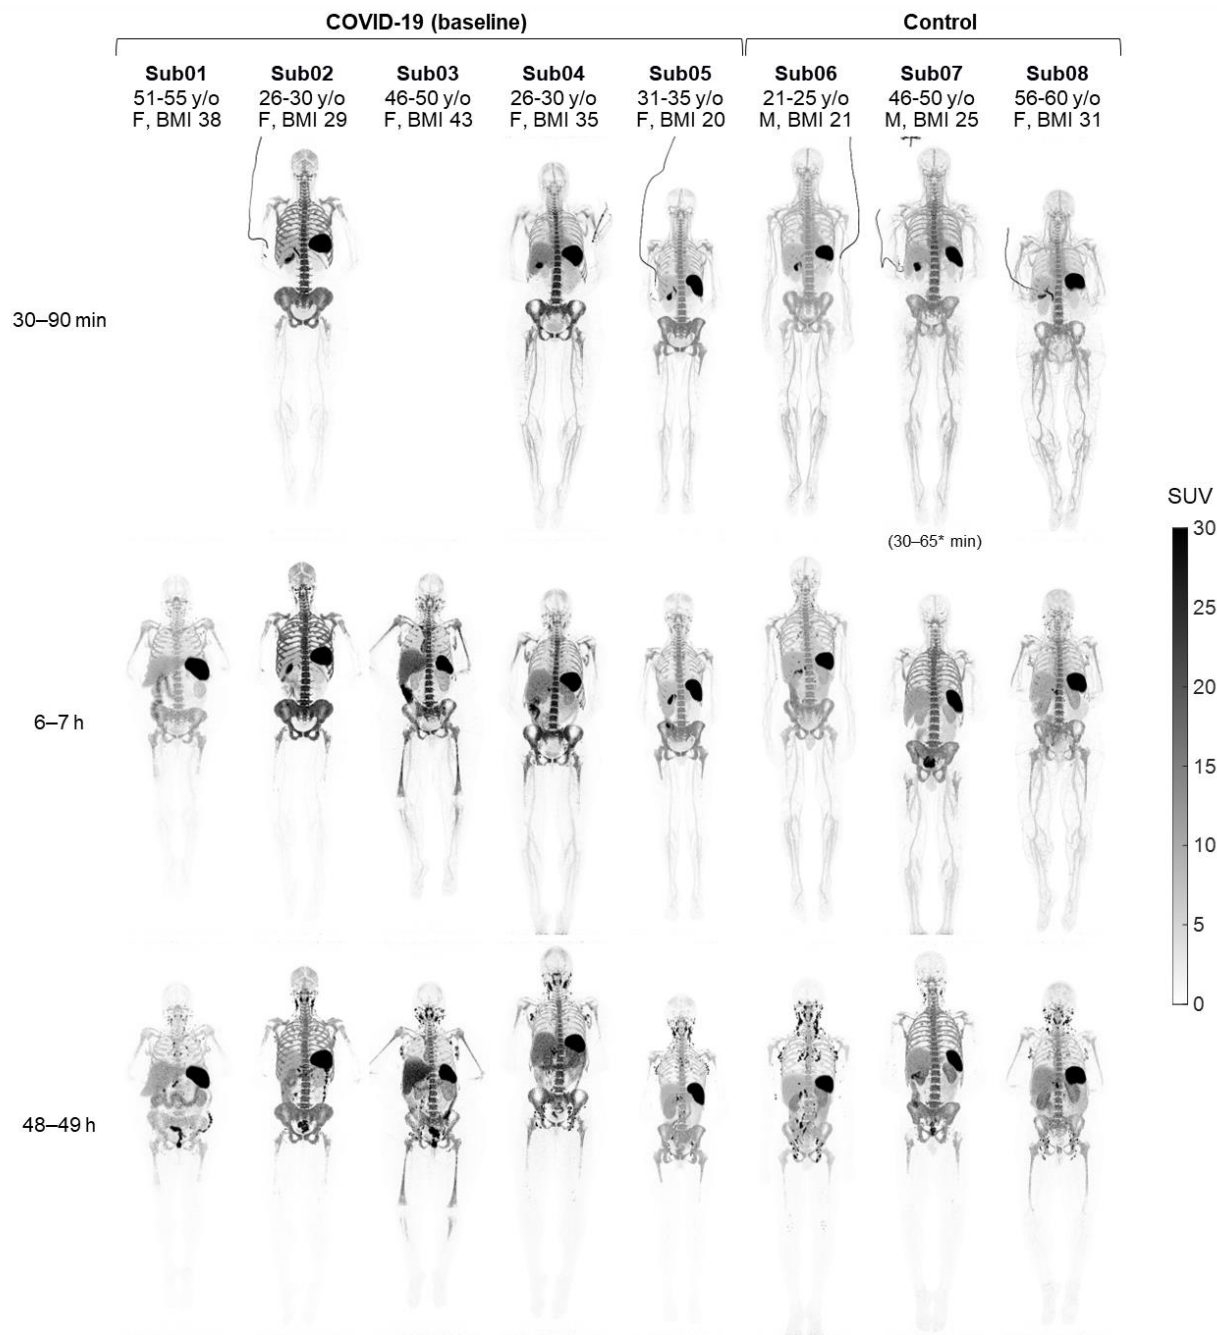 COVID-19 (baseline)
Control
Sub01
51-55 y/o
F, BMI 38
Sub02
26-30 y/o
F, BMI 29
Sub03
46-50 y/o
F, BMI 43
Sub04
26-30 y/o
F, BMI 35
Sub05
31-35 y/o
F, BMI 20
Sub06
21-25 y/o
M, BMI 21
Sub07
46-50 y/o
M, BMI 25
Sub08
56-60 y/o
F, BMI 31
30–90 min
(30–65* min)
6–7 h
48–49 h
SUV
30
25
20
15
10
5
0